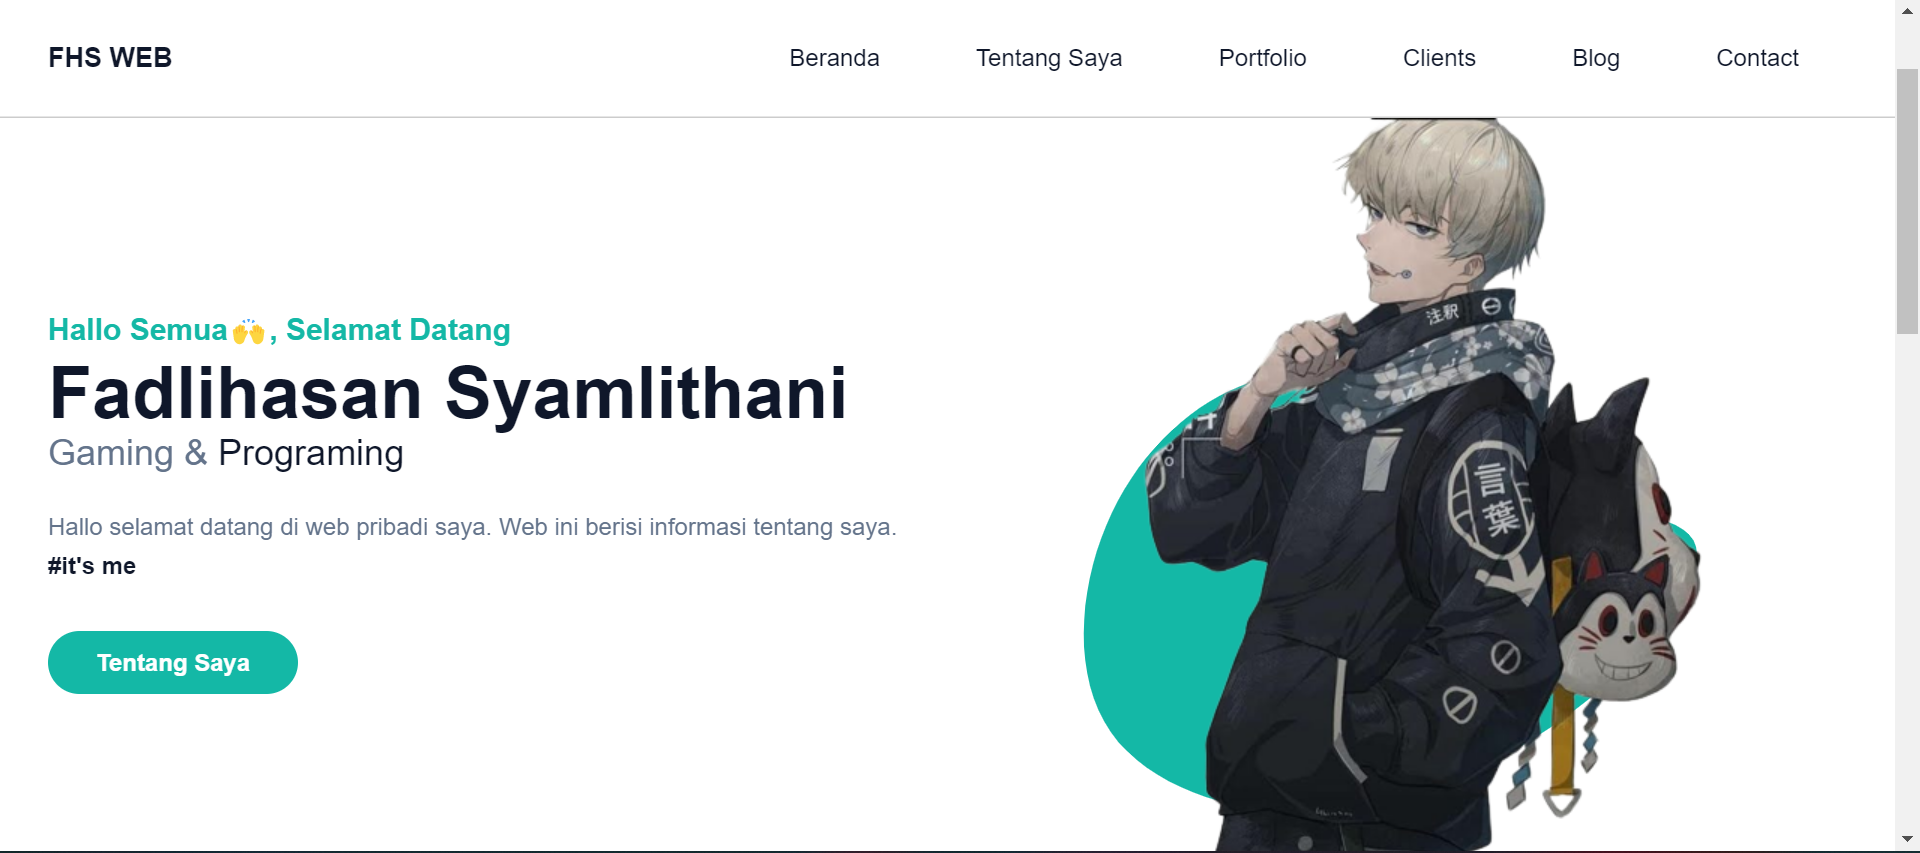 FHS WEB
Beranda
Tentang Saya
Portfolio
Clients
Blog
Contact
Hallo Semua🙌, Selamat Datang
Fadlihasan Syamlithani
Gaming & Programing
Hallo selamat datang di web pribadi saya. Web ini berisi informasi tentang saya.
#it's me
Tentang Saya
注釈
言
葉